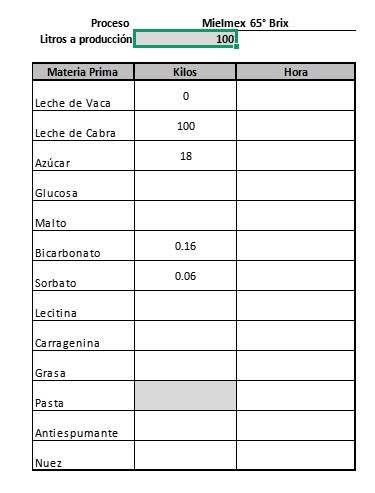 Proceso Mielmex 65° Brix
Litros a producción 100
Materia Prima Kilos Hora
Leche de Vaca 0
Leche de Cabra 100
Azúcar 18
Glucosa
Malto
Bicarbonato 0.16
Sorbato 0.06
Lecitina
Carragenina
Grasa
Pasta
Antiespumante
Nuez